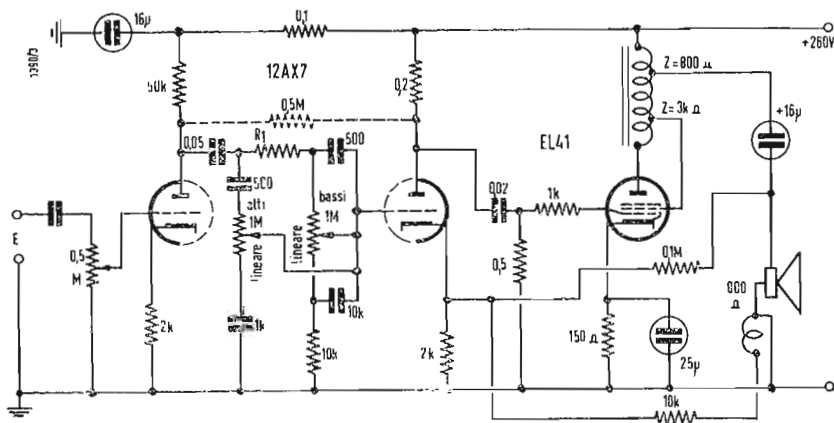 16µ
0,1
+260V
1390/3
50k
12AX7
0,2
Z=800 Ω
0,5M
Z=3k Ω
0,05
R1
500
EL41
+16µ
500
alti
1M
lineare
bassi
1M
lineare
0,02
1k
E
0,5
M
0,5
0,1M
800
Ω
2k
1k
10k
10k
2k
150 Ω
25µ
10k